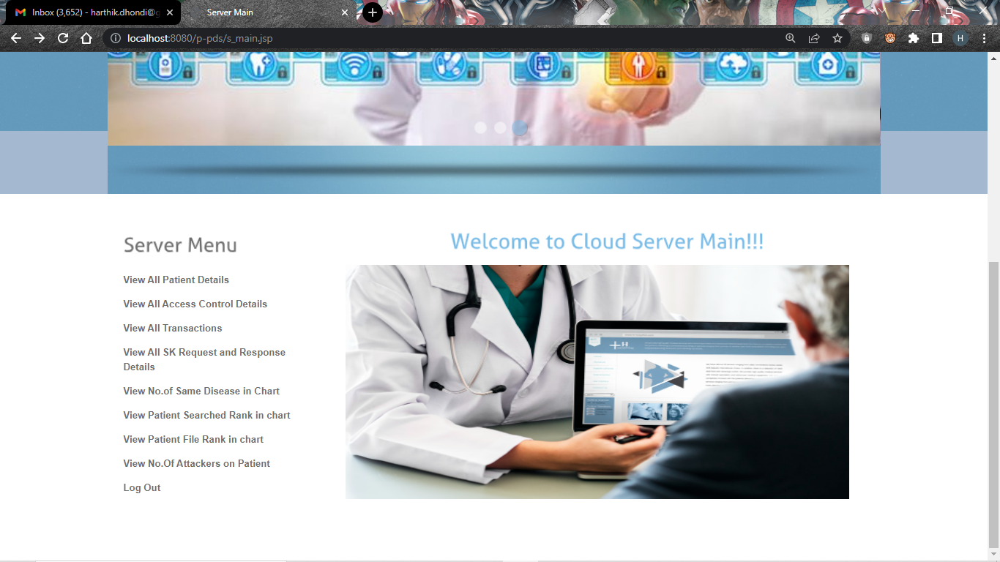 Inbox (3,652) - harthik.dhondi@g
Server Main
localhost:8080/p-pds/s_main.jsp
H
Server Menu
View All Patient Details
View All Access Control Details
View All Transactions
View All SK Request and Response
Details
View No.of Same Disease in Chart
View Patient Searched Rank in chart
View Patient File Rank in chart
View No.Of Attackers on Patient
Log Out
Welcome to Cloud Server Main!!!
H